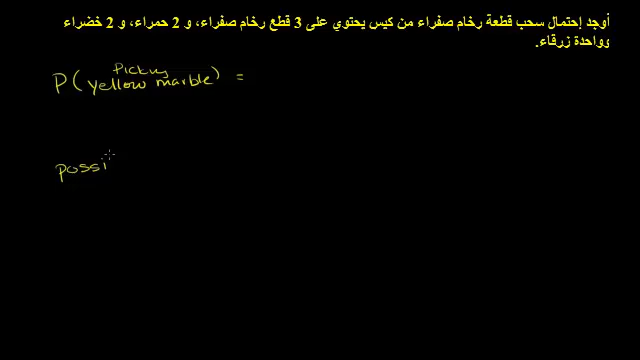 أوجد إحتمال سحب قطعة رخام صفراء من كيس يحتوي على 3 قطع رخام صفراء، و 2 حمراء، و 2 خضراء
وواحدة زرقاء.
Picking
P( yellow marble) =
possi